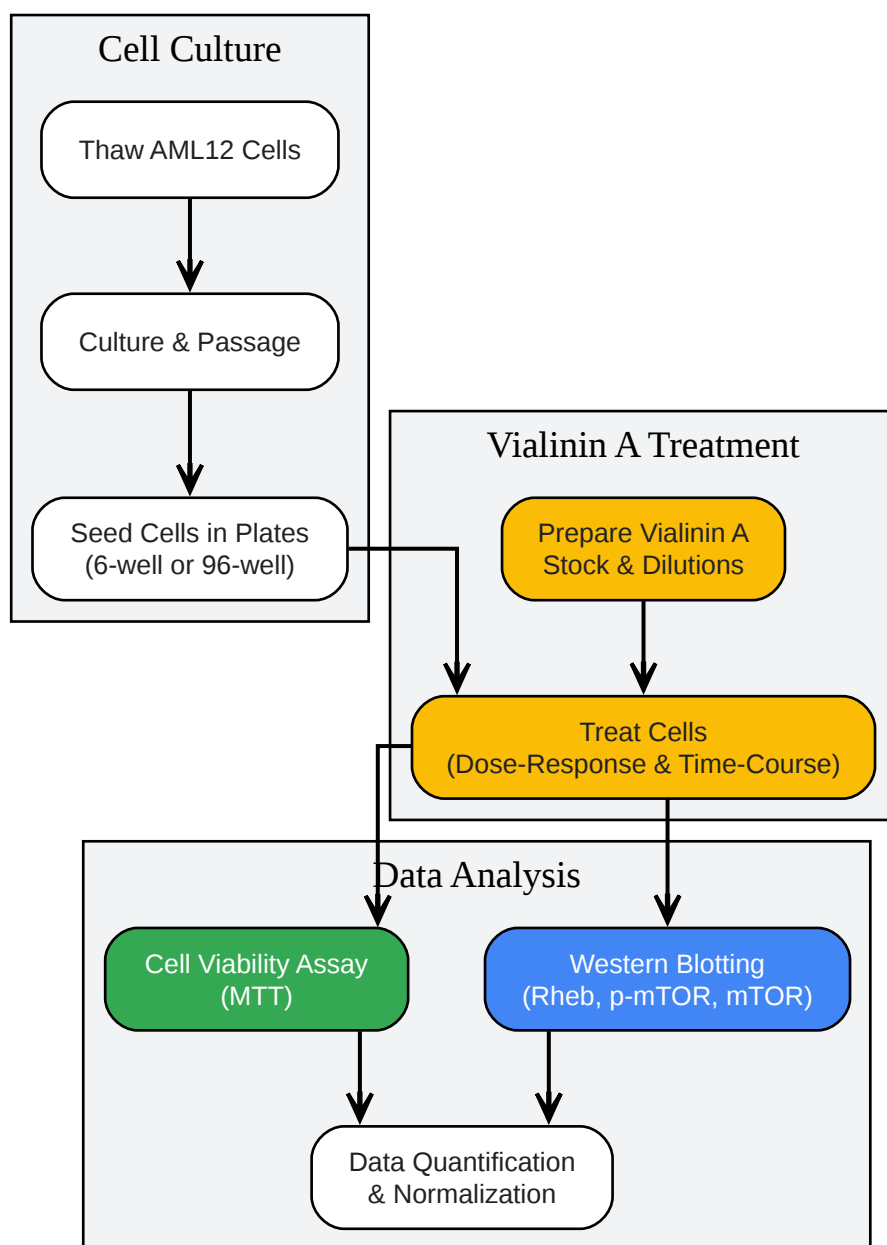 Cell Culture
Thaw AML12 Cells
Culture & Passage
Seed Cells in Plates
(6-well or 96-well)
Vialinin A Treatment
Prepare Vialinin A
Stock & Dilutions
Treat Cells
(Dose-Response & Time-Course)
Data Analysis
Cell Viability Assay
(MTT)
Western Blotting
(Rheb, p-mTOR, mTOR)
Data Quantification
& Normalization